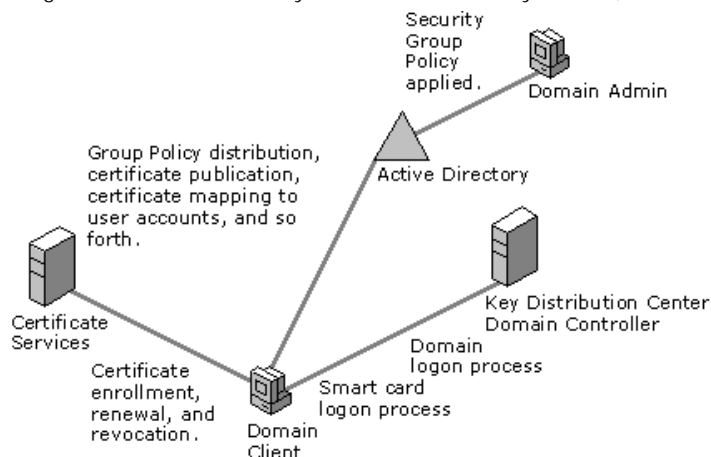 Security
Group
Policy
applied.
Domain Admin
Group Policy distribution,
certificate publication,
certificate mapping to
user accounts, and so
forth.
Active Directory
Certificate
Services
Key Distribution Center
Domain Controller
Domain
logon process
Certificate
enrollment,
renewal, and
revocation.
Smart card
logon process
Domain
Client